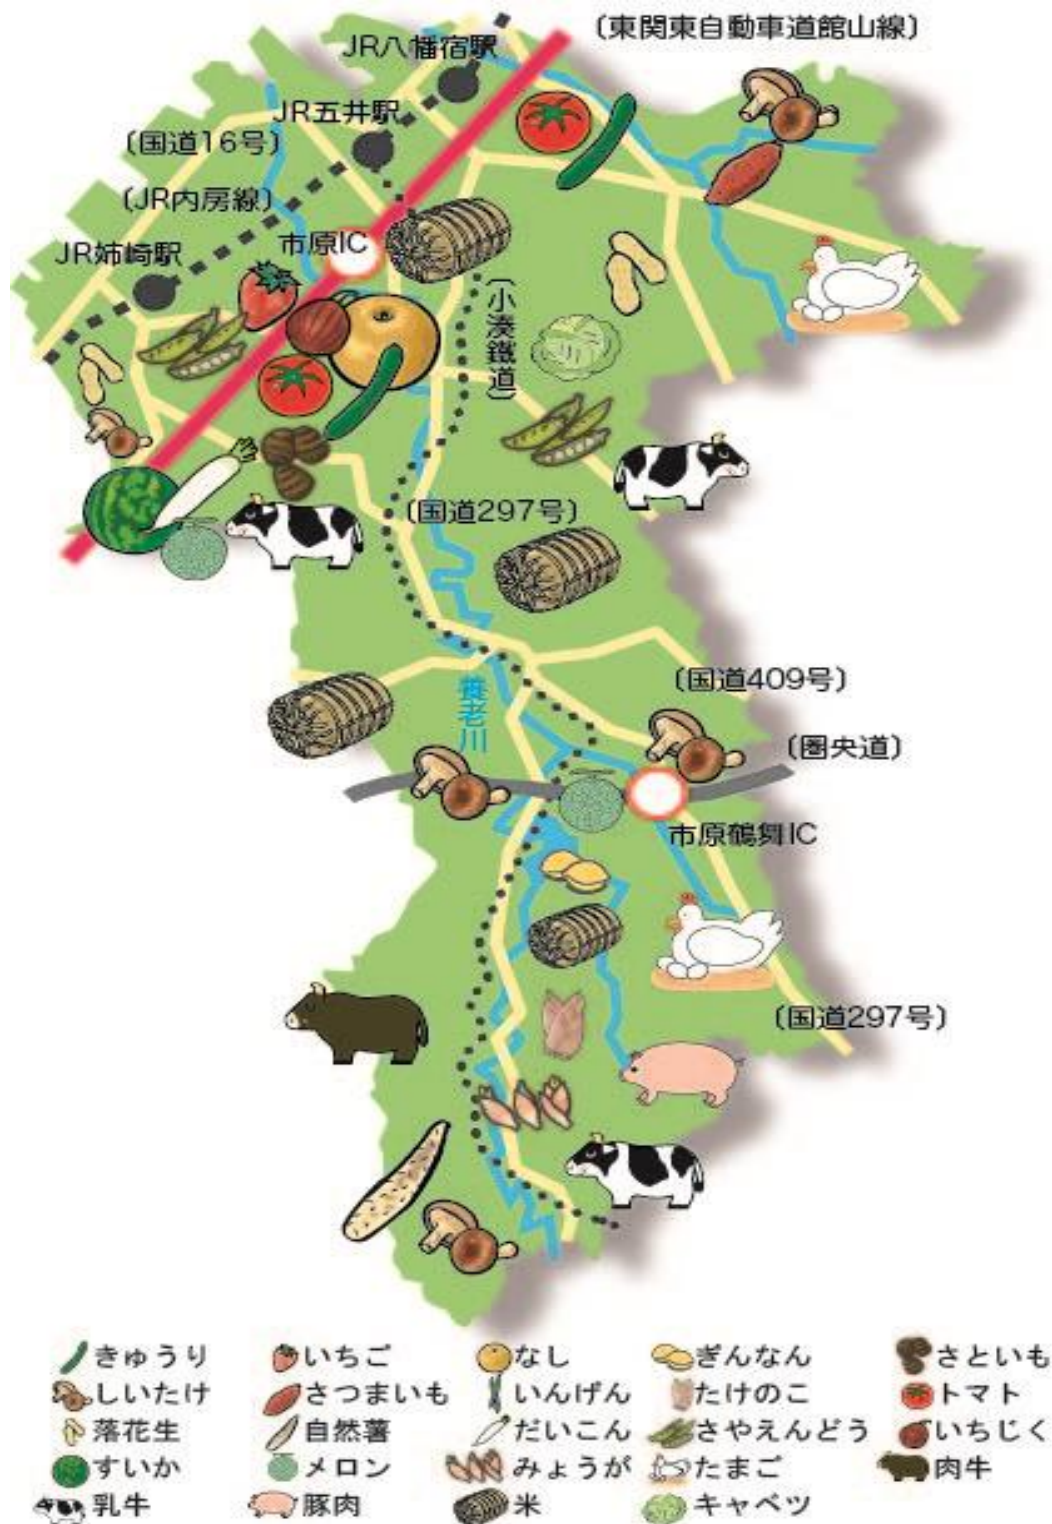 JR八幡宿駅
〔東関東自動車道館山線〕
JR五井駅
〔国道16号〕
〔JR内房線〕
市原IC
JR姉崎駅
〔小湊鐵道〕
〔国道297号〕
〔国道409号〕
養老川
〔圏央道〕
市原鶴舞IC
〔国道297号〕
きゅうり いちご なし ぎんなん さといも
しいたけ さつまいも いんげん たけのこ トマト
落花生 自然薯 だいこん さやえんどう いちじく
すいか メロン みょうが たまご 肉牛
乳牛 豚肉 米 キャベツ